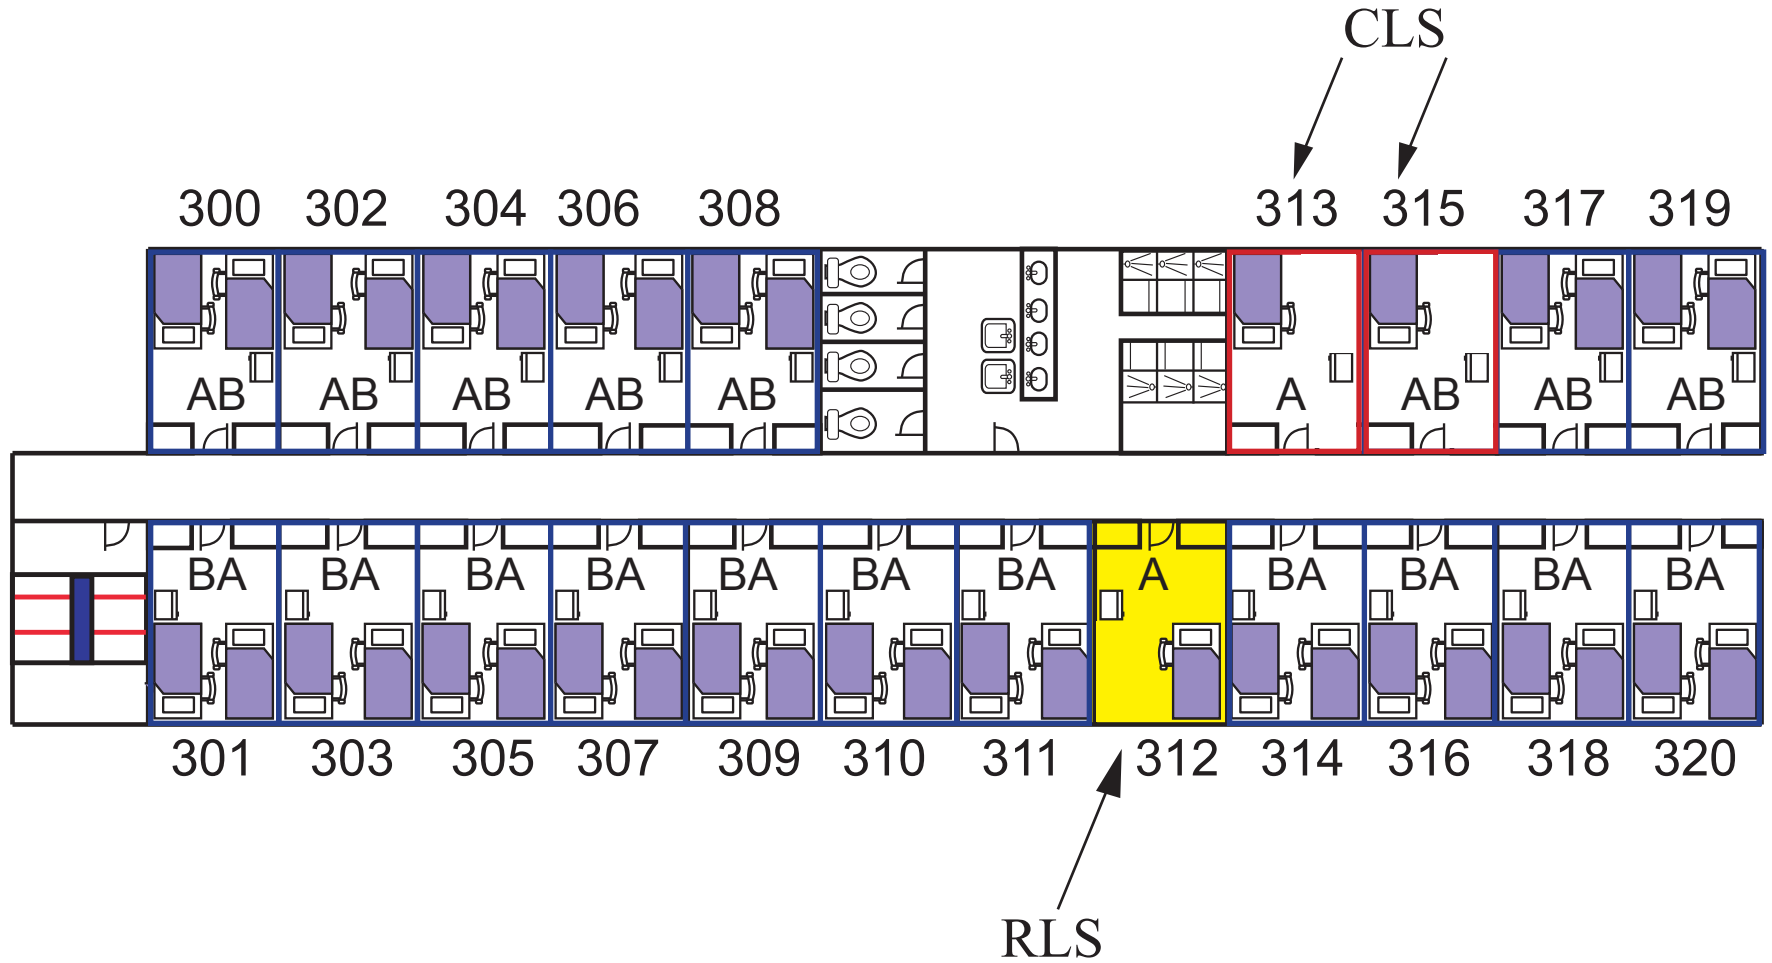 CLS
300 302 304 306 308 313 315 317 319
AB AB AB AB AB A AB AB AB
BA BA BA BA BA BA BA A BA BA BA BA
301 303 305 307 309 310 311 312 314 316 318 320
RLS